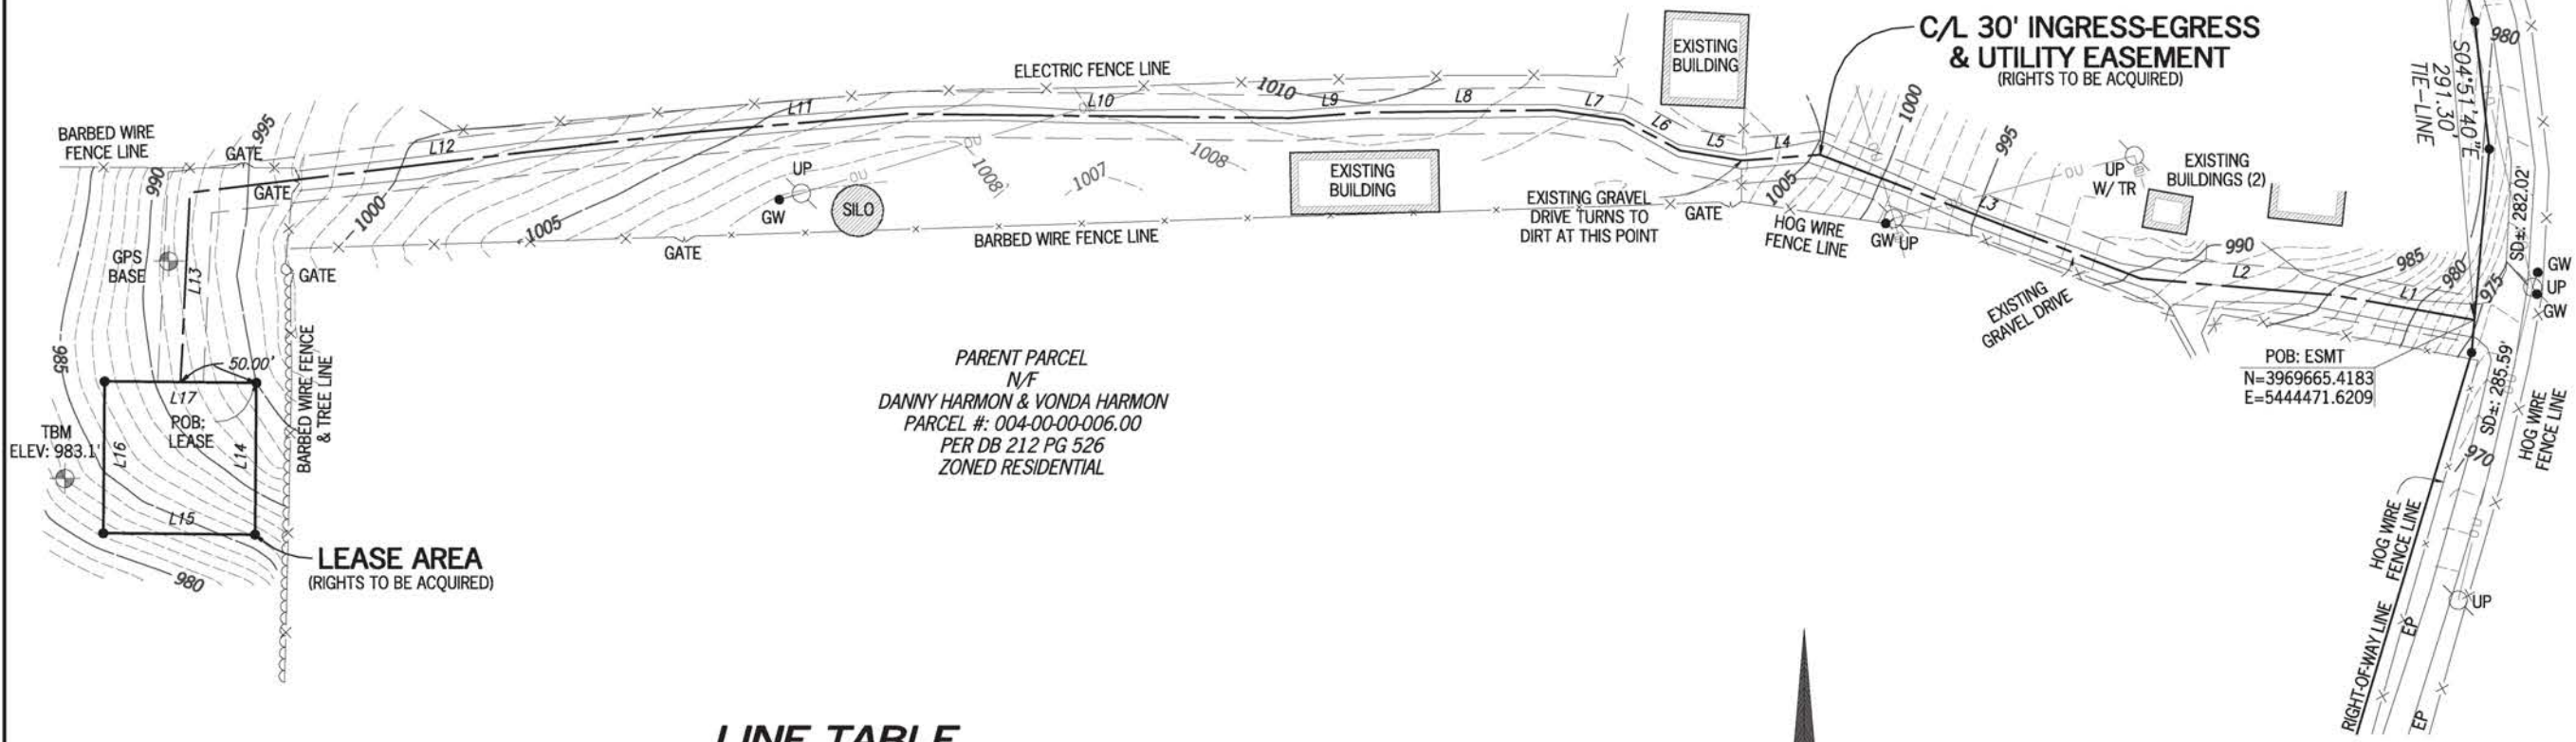 C/L 30' INGRESS-EGRESS
& UTILITY EASEMENT
(RIGHTS TO BE ACQUIRED)
EXISTING
BUILDING
ELECTRIC FENCE LINE
1010
L12
L11
L10
L9
L8
L7
L6
L5
L4
L3
L2
L1
BARBED WIRE
FENCE LINE
GATE
995
990
GATE
1000
1005
UP
GW
SILO
OU
OU
OU
1008'
1007
1008
EXISTING
BUILDING
BARBED WIRE FENCE LINE
GATE
EXISTING GRAVEL
DRIVE TURNS TO
DIRT AT THIS POINT
GATE
1005
HOG WIRE
FENCE LINE
GW
UP
1000
995
OU
OU
UP
W/ TR
EXISTING
BUILDINGS (2)
990
985
980
975
EXISTING
GRAVEL DRIVE
S04°51'40"E
291.30'
TIE-LINE
980
SD±: 282.02'
GW
UP
GW
POB: ESMT
N=3969665.4183
E=5444471.6209
SD±: 285.59'
HOG WIRE
FENCE LINE
970
HOG WIRE
FENCE LINE
OU
UP
RIGHT-OF-WAY LINE
EP
EP
GPS
BASE
L13
GATE
985
50.00'
L17
POB:
LEASE
TBM
ELEV: 983.1'
L16
L14
L15
BARBED WIRE FENCE
& TREE LINE
980
LEASE AREA
(RIGHTS TO BE ACQUIRED)
PARENT PARCEL
N/F
DANNY HARMON & VONDA HARMON
PARCEL #: 004-00-00-006.00
PER DB 212 PG 526
ZONED RESIDENTIAL
LINE TABLE